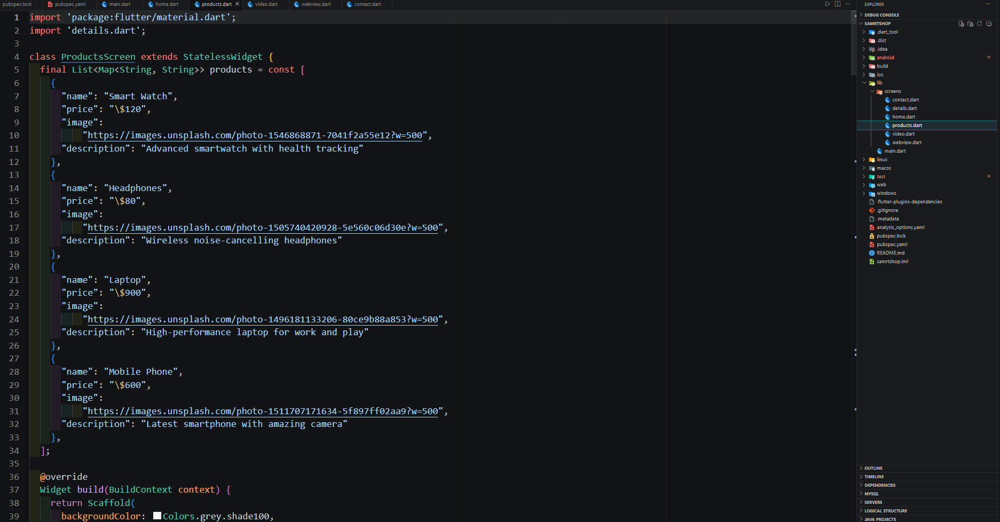 pubspec.lock pubspec.yaml main.dart home.dart products.dart video.dart webview.dart contact.dart
1 import 'package:flutter/material.dart';
2 import 'details.dart';
3
4 class ProductsScreen extends StatelessWidget {
5 final List<Map<String, String>> products = const [
6 {
7 "name": "Smart Watch",
8 "price": "\$120",
9 "image":
10 "https://images.unsplash.com/photo-1546868871-7041f2a55e12?w=500",
11 "description": "Advanced smartwatch with health tracking"
12 },
13 {
14 "name": "Headphones",
15 "price": "\$80",
16 "image":
17 "https://images.unsplash.com/photo-1505740420928-5e560c06d30e?w=500",
18 "description": "Wireless noise-cancelling headphones"
19 },
20 {
21 "name": "Laptop",
22 "price": "\$900",
23 "image":
24 "https://images.unsplash.com/photo-1496181133206-80ce9b88a853?w=500",
25 "description": "High-performance laptop for work and play"
26 },
27 {
28 "name": "Mobile Phone",
29 "price": "\$600",
30 "image":
31 "https://images.unsplash.com/photo-1511707171634-5f897ff02aa9?w=500",
32 "description": "Latest smartphone with amazing camera"
33 },
34 ];
35
36 @override
37 Widget build(BuildContext context) {
38 return Scaffold(
39 backgroundColor: Colors.grey.shade100,
EXPLORER
DEBUG CONSOLE
SAMRTSHOP
.dart_tool
.dist
.idea
android
build
ios
lib
screens
contact.dart
details.dart
home.dart
products.dart
video.dart
webview.dart
main.dart
linux
macos
test
web
windows
.flutter-plugins-dependencies
.gitignore
.metadata
analysis_options.yaml
pubspec.lock
pubspec.yaml
README.md
samrtshop.iml
OUTLINE
TIMELINE
DEPENDENCIES
MYSQL
SERVERS
LOGICAL STRUCTURE
JAVA PROJECTS